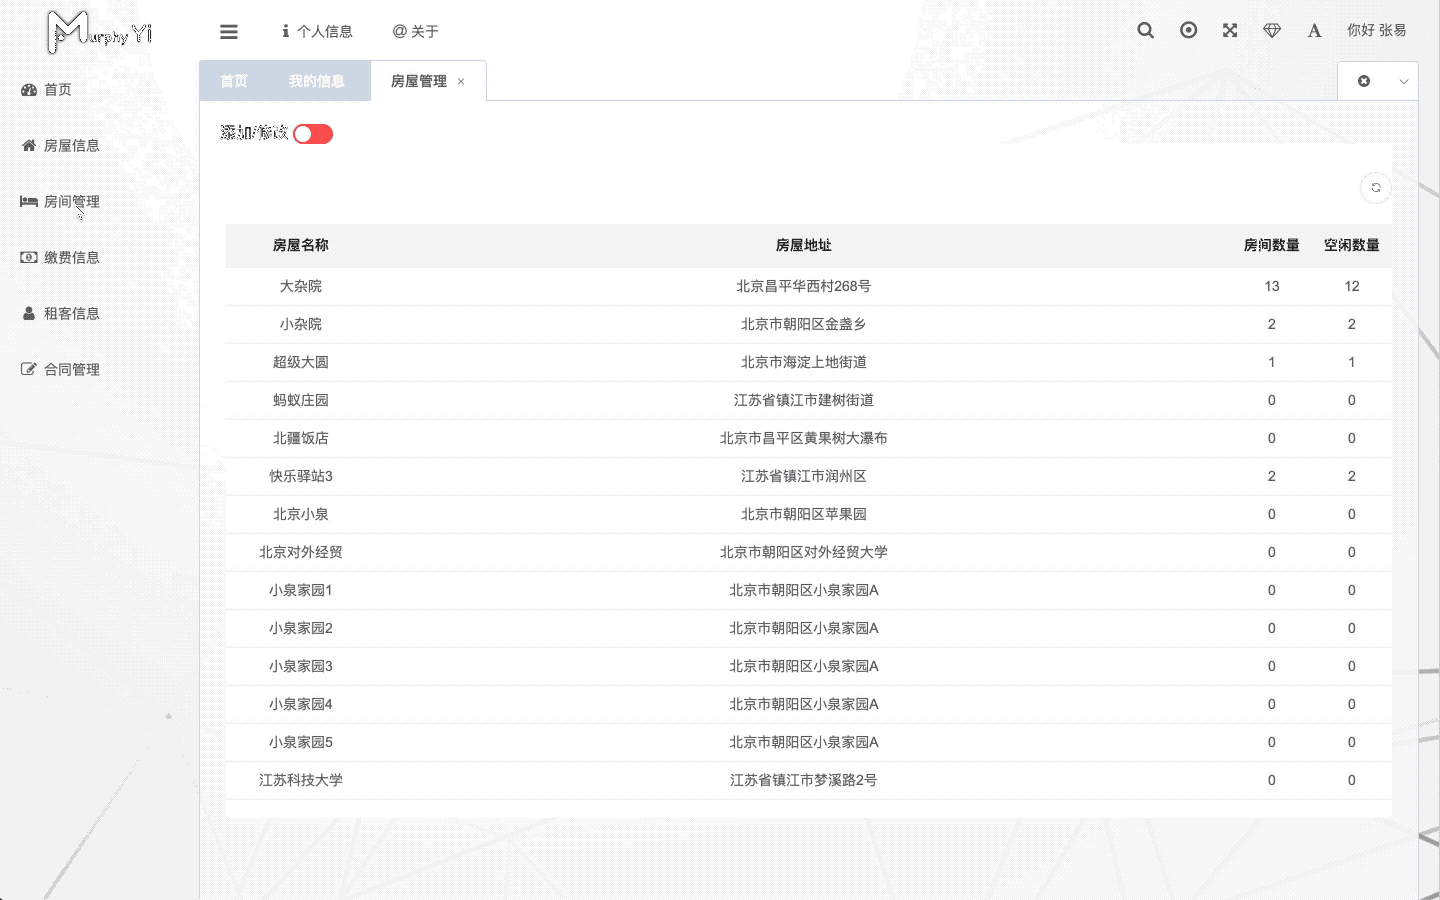 Murphy Yi
个人信息
@ 关于
A
你好 张易
首页
房屋信息
房间管理
缴费信息
租客信息
合同管理
首页 我的信息 房屋管理 ×
添加/修改
房屋名称 房屋地址 房间数量 空闲数量
大杂院 北京昌平华西村268号 13 12
小杂院 北京市朝阳区金盏乡 2 2
超级大圆 北京市海淀上地街道 1 1
蚂蚁庄园 江苏省镇江市建树街道 0 0
北疆饭店 北京市昌平区黄果树大瀑布 0 0
快乐驿站3 江苏省镇江市润州区 2 2
北京小泉 北京市朝阳区苹果园 0 0
北京对外经贸 北京市朝阳区对外经贸大学 0 0
小泉家园1 北京市朝阳区小泉家园A 0 0
小泉家园2 北京市朝阳区小泉家园A 0 0
小泉家园3 北京市朝阳区小泉家园A 0 0
小泉家园4 北京市朝阳区小泉家园A 0 0
小泉家园5 北京市朝阳区小泉家园A 0 0
江苏科技大学 江苏省镇江市梦溪路2号 0 0